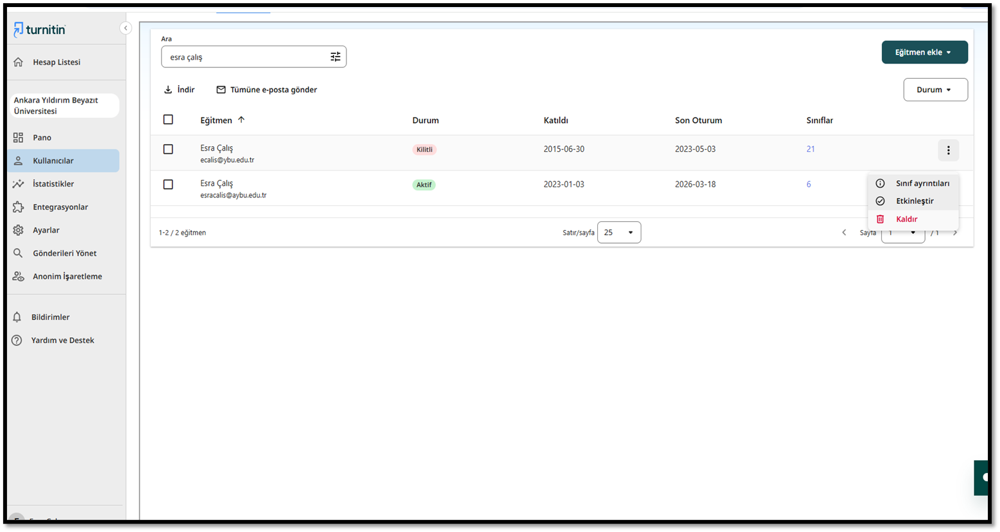 turnitin
Hesap Listesi
Ankara Yıldırım Beyazıt
Üniversitesi
Pano
Kullanıcılar
İstatistikler
Entegrasyonlar
Ayarlar
Gönderileri Yönet
Anonim İşaretleme
Bildirimler
Yardım ve Destek
Ara
esra çalış
Eğitmen ekle
İndir
Tümüne e-posta gönder
Durum
Eğitmen Durum Katıldı Son Oturum Sınıflar
Esra Çalış Kilitli 2015-06-30 2023-05-03 21
ecalis@ybu.edu.tr
Esra Çalış Aktif 2023-01-03 2026-03-18 6
esracalis@aybu.edu.tr
Sınıf ayrıntıları
Etkinleştir
Kaldır
1-2 / 2 eğitmen Satır/sayfa 25 Sayfa 1 / 1